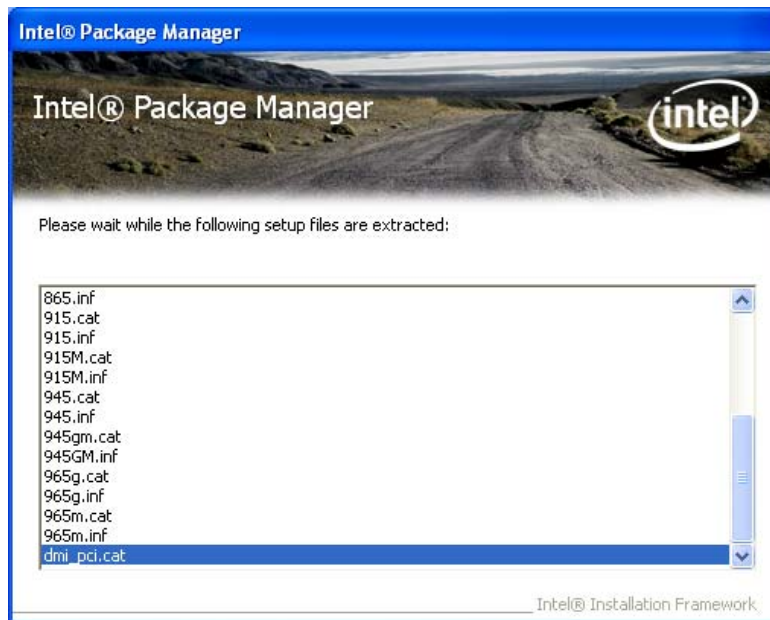 Intel® Package Manager
Intel® Package Manager
intel
Please wait while the following setup files are extracted:
865.inf
915.cat
915.inf
915M.cat
915M.inf
945.cat
945.inf
945gm.cat
945GM.inf
965g.cat
965g.inf
965m.cat
965m.inf
dmi_pci.cat
Intel® Installation Framework